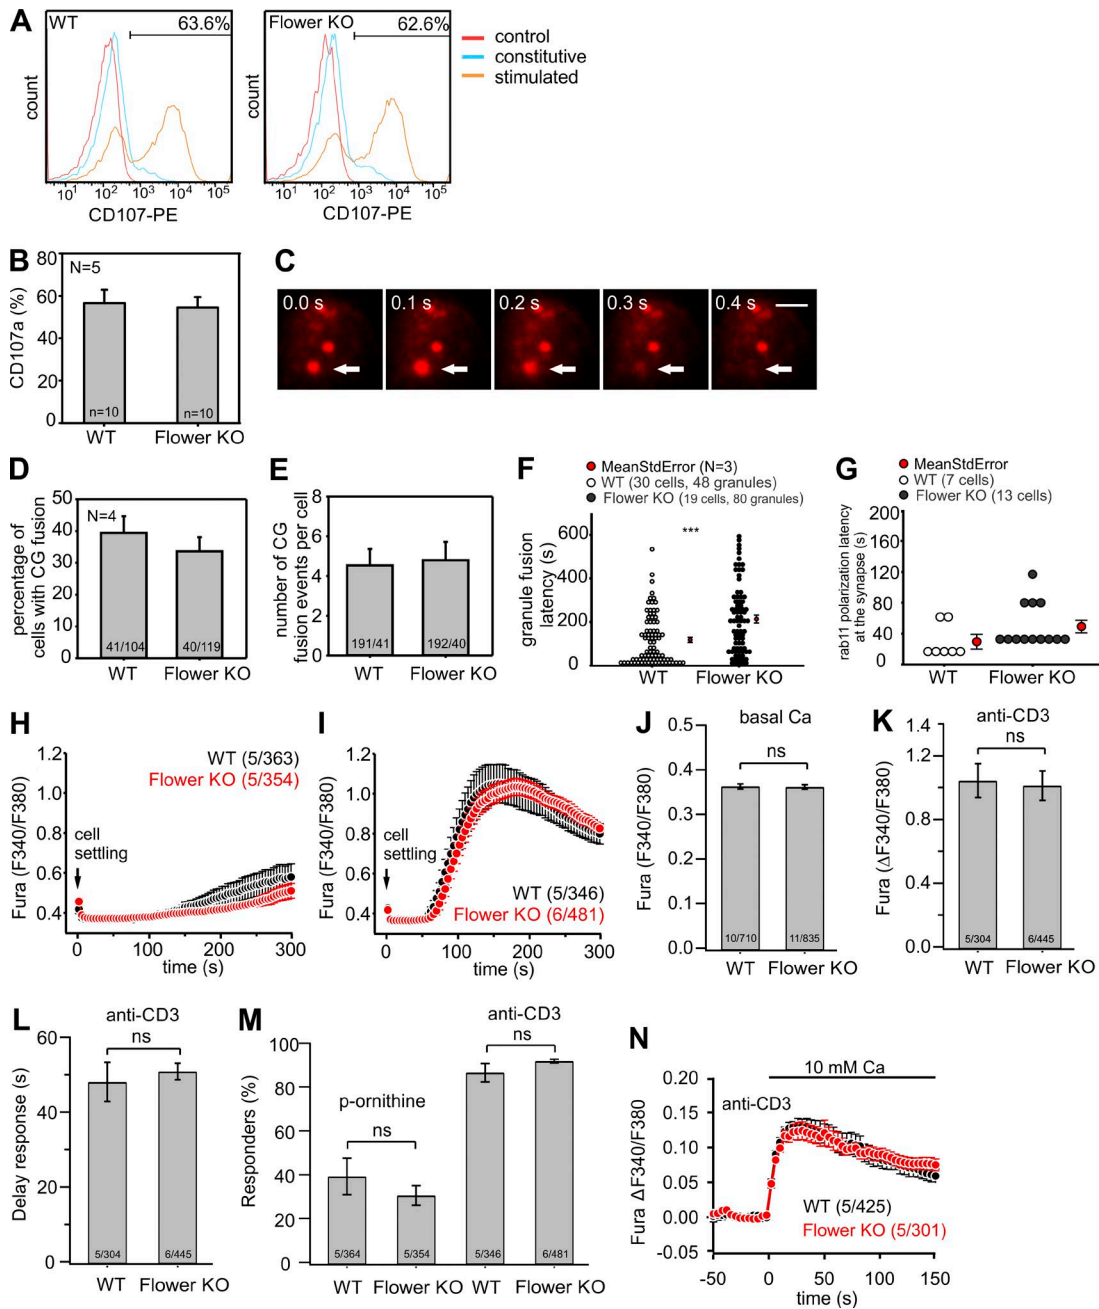 A
WT
63.6%
count
10¹ 10² 10³ 10⁴ 10⁵
CD107-PE
Flower KO
62.6%
count
10¹ 10² 10³ 10⁴ 10⁵
CD107-PE
control
constitutive
stimulated
B
N=5
CD107a (%)
80
60
40
20
0
n=10 n=10
WT Flower KO
C
0.0 s 0.1 s 0.2 s 0.3 s 0.4 s
D
N=4
percentage of
cells with CG fusion
50
40
30
20
10
0
41/104 40/119
WT Flower KO
E
number of CG
fusion events per cell
8
6
4
2
0
191/41 192/40
WT Flower KO
F
MeanStdError (N=3)
WT (30 cells, 48 granules)
Flower KO (19 cells, 80 granules)
***
granule fusion
latency (s)
600
400
200
0
WT Flower KO
G
MeanStdError
WT (7 cells)
Flower KO (13 cells)
rab11 polarization latency
at the synapse (s)
200
160
120
80
40
0
WT Flower KO
H
WT (5/363)
Flower KO (5/354)
Fura (F340/F380)
1.2
1.0
0.8
0.6
0.4
cell
settling
0 100 200 300
time (s)
I
Fura (F340/F380)
1.2
1.0
0.8
0.6
0.4
cell
settling
WT (5/346)
Flower KO (6/481)
0 100 200 300
time (s)
J
basal Ca
ns
Fura (F340/F380)
0.5
0.4
0.3
0.2
0.1
0.0
10/710 11/835
WT Flower KO
K
anti-CD3
ns
Fura (ΔF340/F380)
1.4
1.2
0.9
0.6
0.3
0.0
5/304 6/445
WT Flower KO
L
anti-CD3
ns
Delay response (s)
60
40
20
0
5/304 6/445
WT Flower KO
M
anti-CD3
ns
p-ornithine
ns
Responders (%)
100
80
60
40
20
0
5/364 5/354 5/346 6/481
WT Flower KO WT Flower KO
N
10 mM Ca
anti-CD3
Fura ΔF340/F380
0.20
0.15
0.10
0.05
0.00
-0.05
WT (5/425)
Flower KO (5/301)
-50 0 50 100 150
time (s)